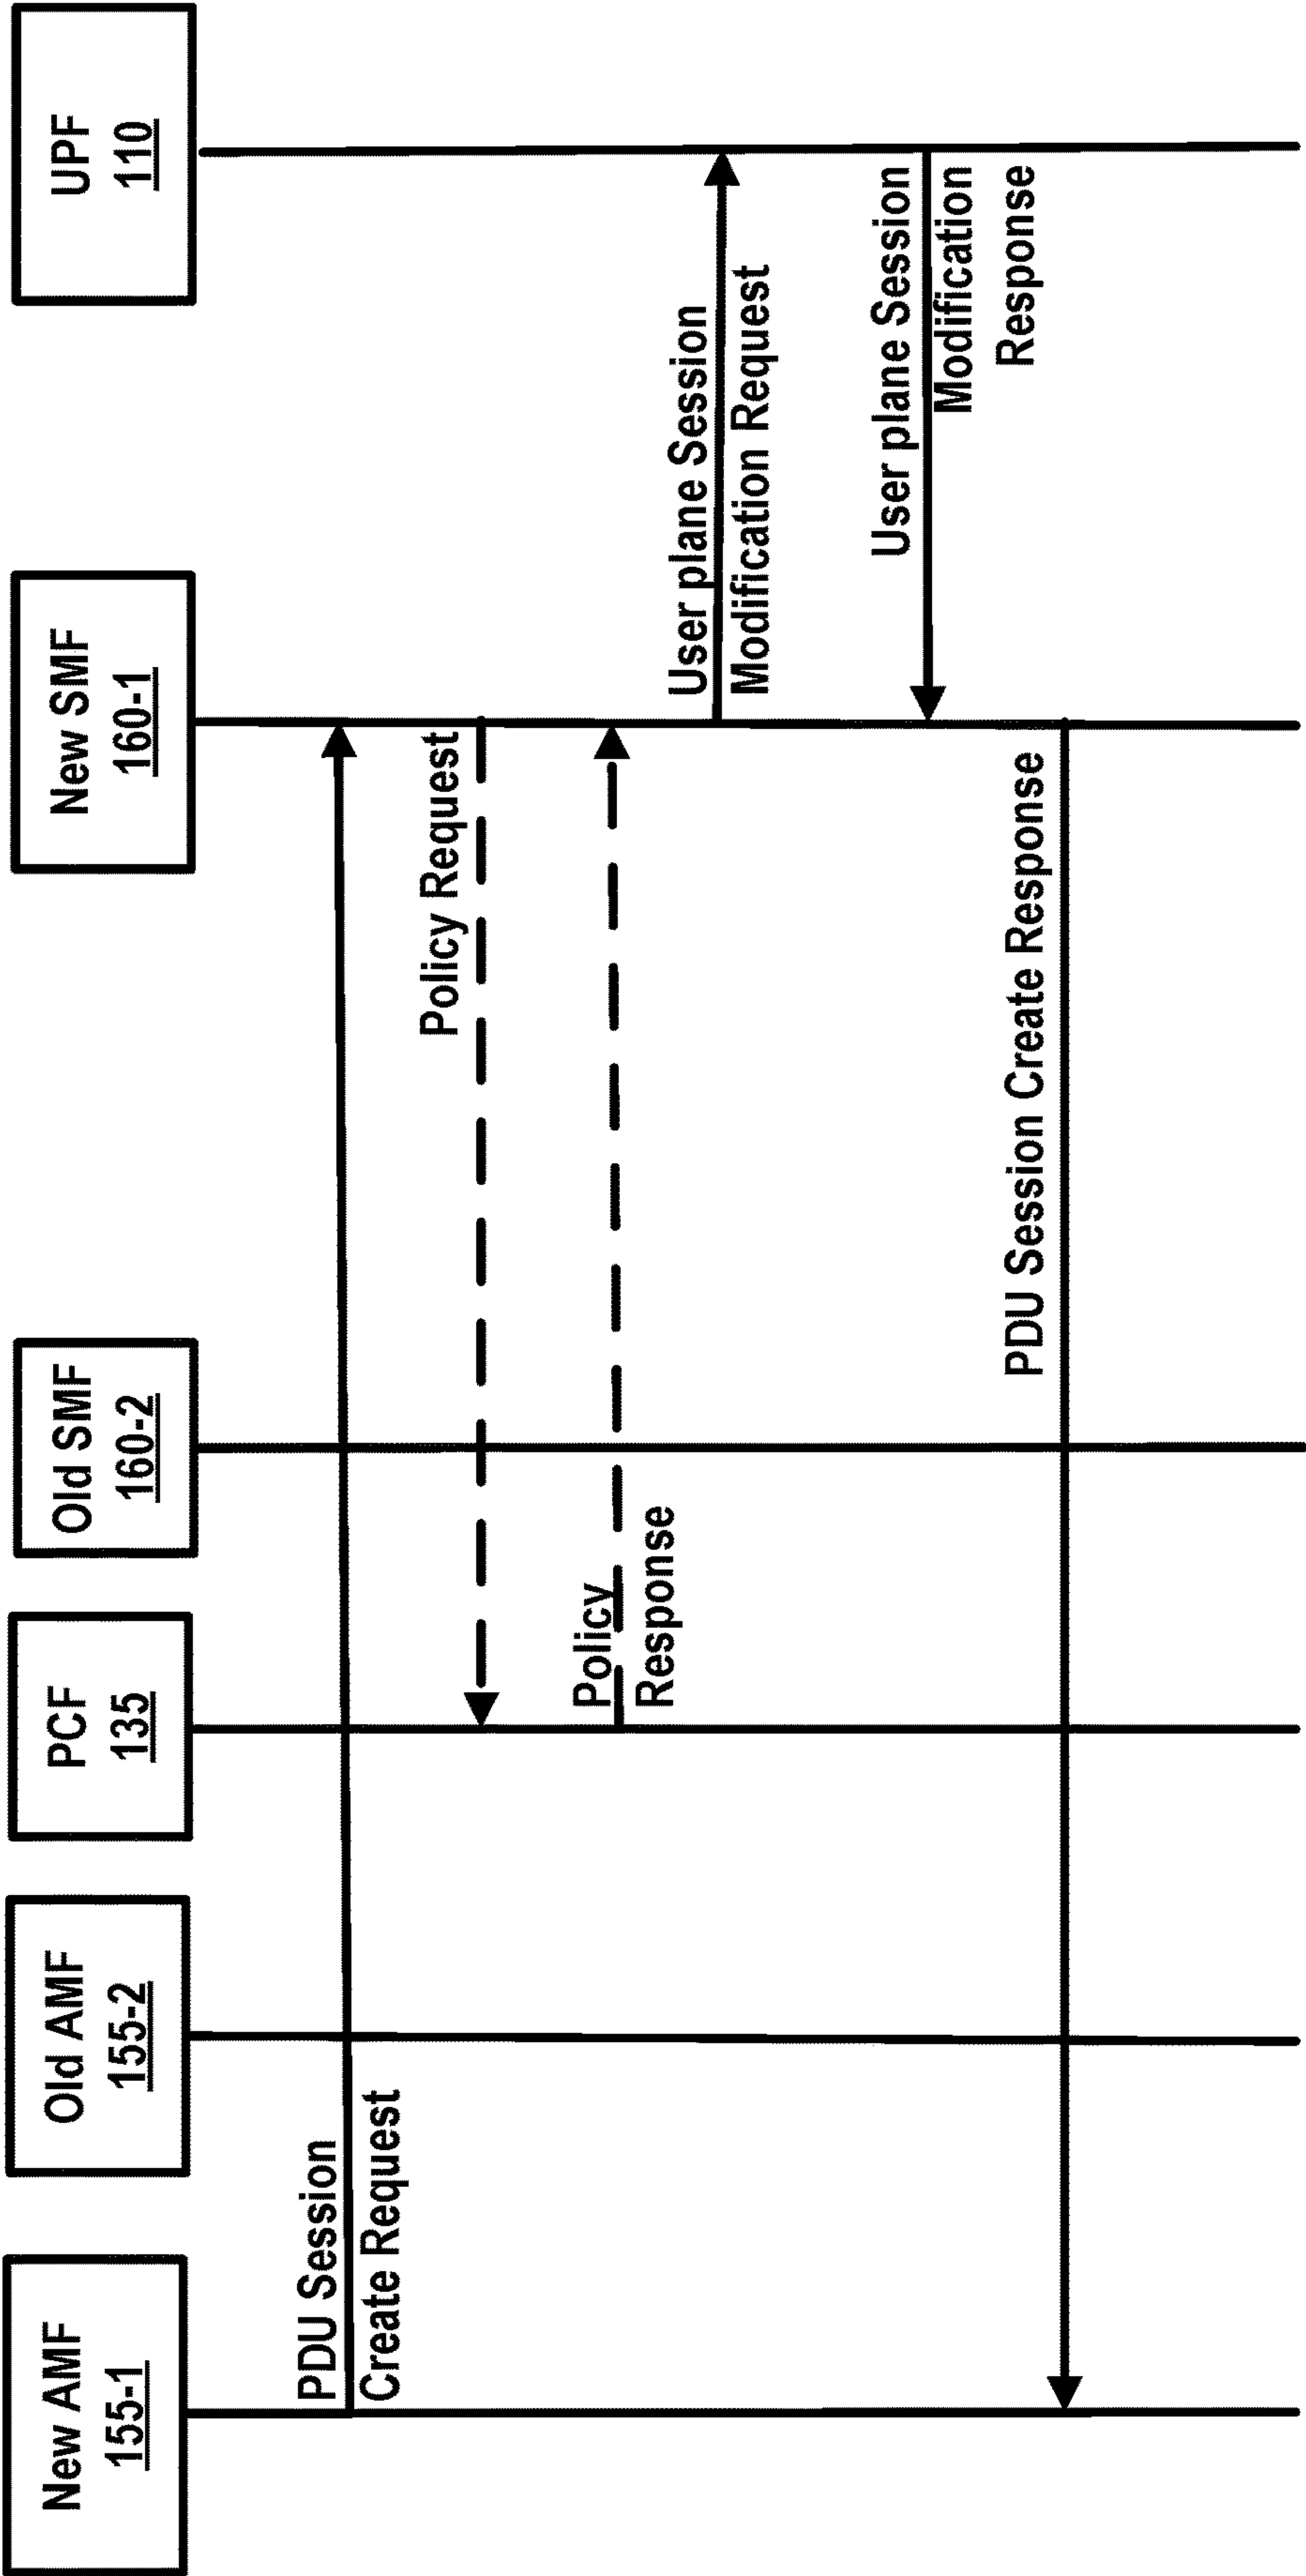 New AMF
155-1
Old AMF
155-2
PCF
135
Old SMF
160-2
New SMF
160-1
UPF
110
PDU Session
Create Request
Policy Request
Policy
Response
User plane Session
Modification Request
User plane Session
Modification
Response
PDU Session Create Response